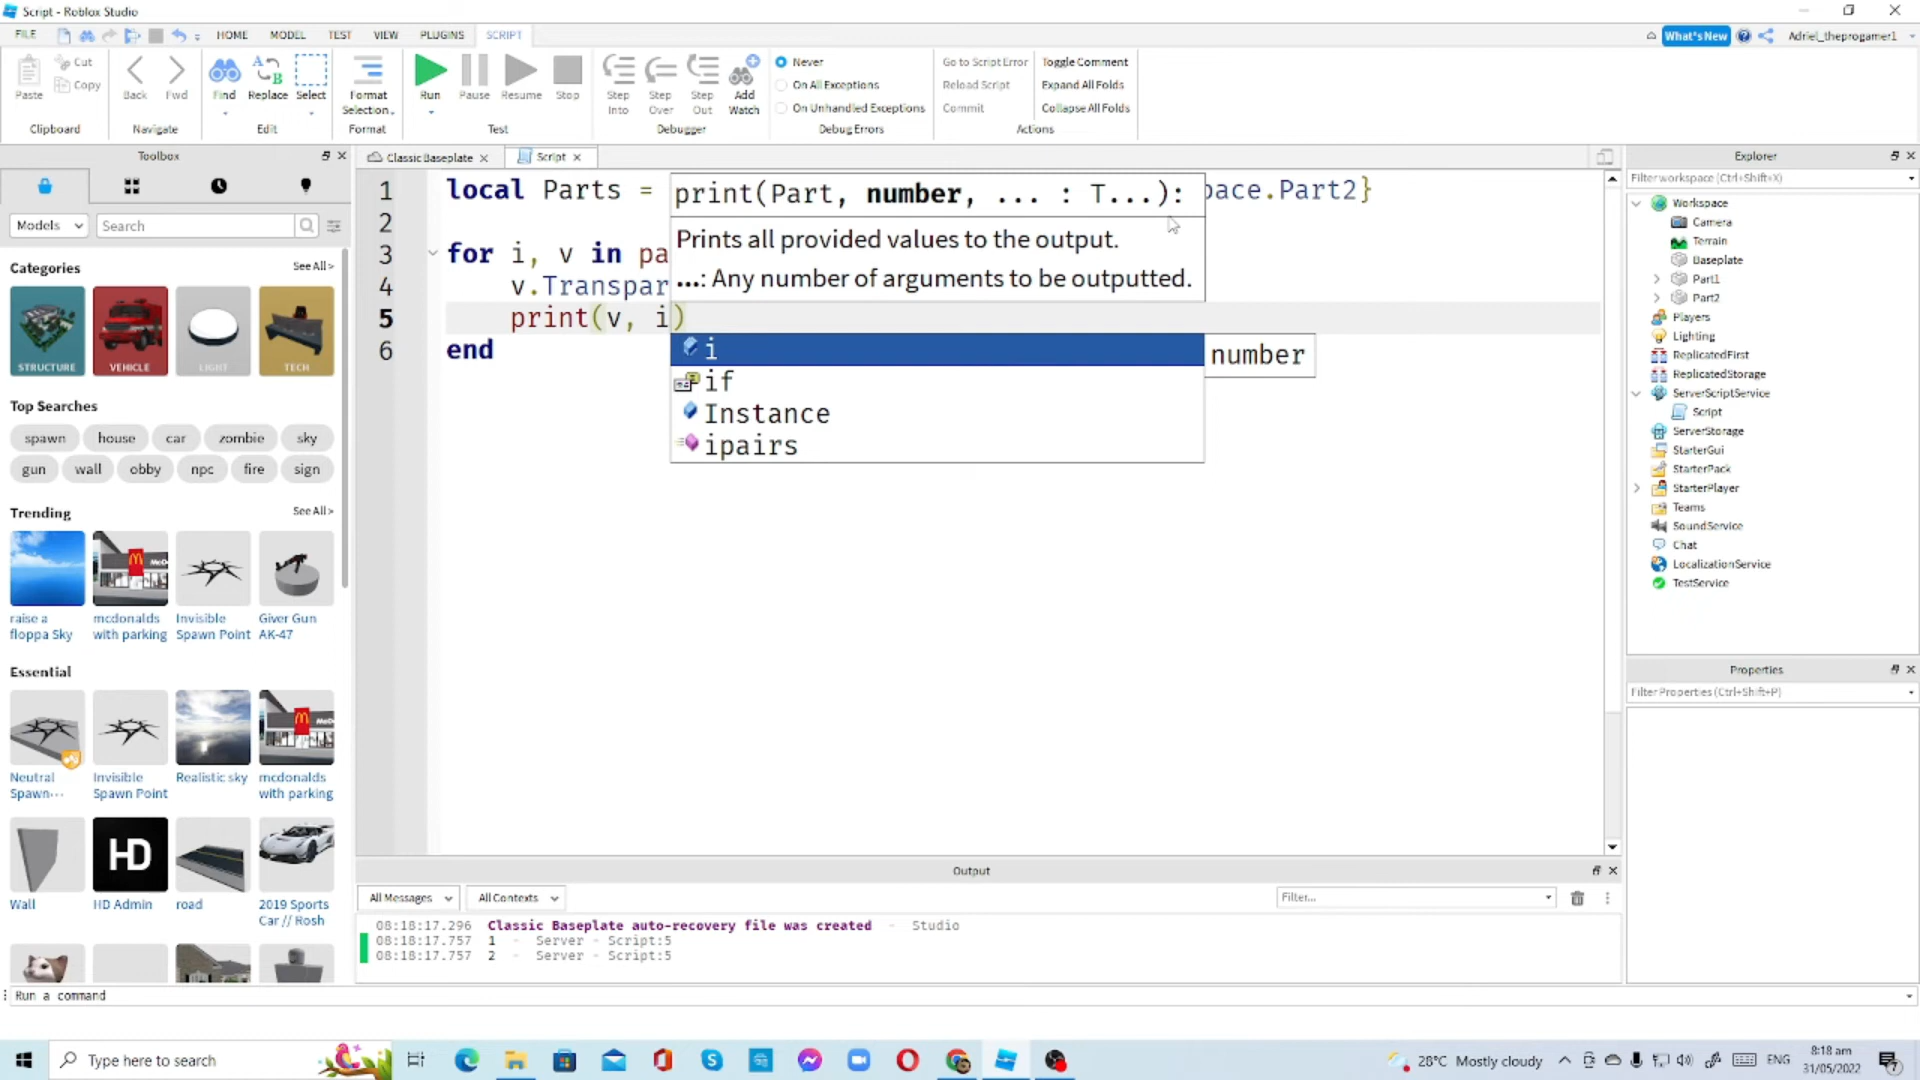 Script - Roblox Studio
FILE HOME MODEL TEST VIEW PLUGINS SCRIPT What's New Adriel_theprogamer1
Paste Cut Copy Clipboard
Back Fwd Navigate
Find Replace Select Edit
Format Selection Format
Run Pause Resume Stop Test
Step Into Step Over Step Out Add Watch Debugger
Never
On All Exceptions
On Unhandled Exceptions
Debug Errors
Go to Script Error Toggle Comment
Reload Script Expand All Folds
Commit Collapse All Folds
Actions
Toolbox
Models Search
Categories See All >
STRUCTURE VEHICLE LIGHT TECH
Top Searches
spawn house car zombie sky
gun wall obby npc fire sign
Trending See All >
raise a floppa Sky
mcdonalds with parking
Invisible Spawn Point
Giver Gun AK-47
Essential
Neutral Spawn...
Invisible Spawn Point
Realistic sky
mcdonalds with parking
Wall
HD
HD Admin
road
2019 Sports Car // Rosh
Classic Baseplate Script
1 local Parts = pace.Part2}
2
3 for i, v in pa
4 v.Transpar
5 print(v, i)
6 end
print(Part, number, ... : T...):
Prints all provided values to the output.
...: Any number of arguments to be outputted.
i number
if
Instance
ipairs
Output
All Messages All Contexts Filter...
08:18:17.296 Classic Baseplate auto-recovery file was created - Studio
08:18:17.757 1 - Server - Script:5
08:18:17.757 2 - Server - Script:5
Run a command
Explorer
Filter workspace (Ctrl+Shift+X)
Workspace
Camera
Terrain
Baseplate
Part1
Part2
Players
Lighting
ReplicatedFirst
ReplicatedStorage
ServerScriptService
Script
ServerStorage
StarterGui
StarterPack
StarterPlayer
Teams
SoundService
Chat
LocalizationService
TestService
Properties
Filter Properties (Ctrl+Shift+P)
Type here to search
28°C Mostly cloudy ENG
8:18 am
31/05/2022